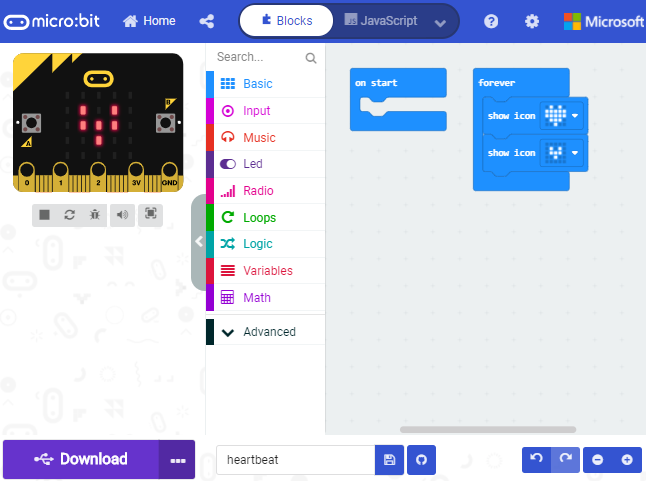 micro:bit
Home
Blocks
JavaScript
Microsoft
Search...
Basic
Input
Music
Led
Radio
Loops
Logic
Variables
Math
Advanced
B
A
0 1 2 3V GND
on start
forever
show icon
show icon
Download
heartbeat